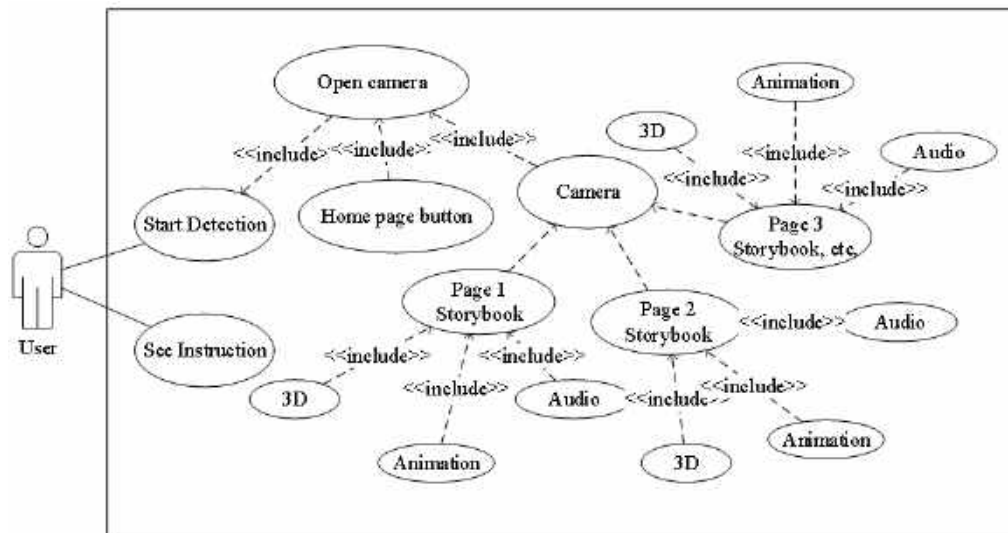 Open camera
Animation
3D
<<include>>
Audio
<<include>>
<<include>>
<<include>>
<<include>>
<<include>>
<<include>>
Camera
Start Detection
Home page button
Page 3
Storybook, etc,
Page 1
Storybook
Page 2
Storybook
<<include>>
Audio
User
See Instruction
<<include>>
<<include>>
3D
<<include>>
Audio
<<include>>
<<include>>
Animation
3D
Animation